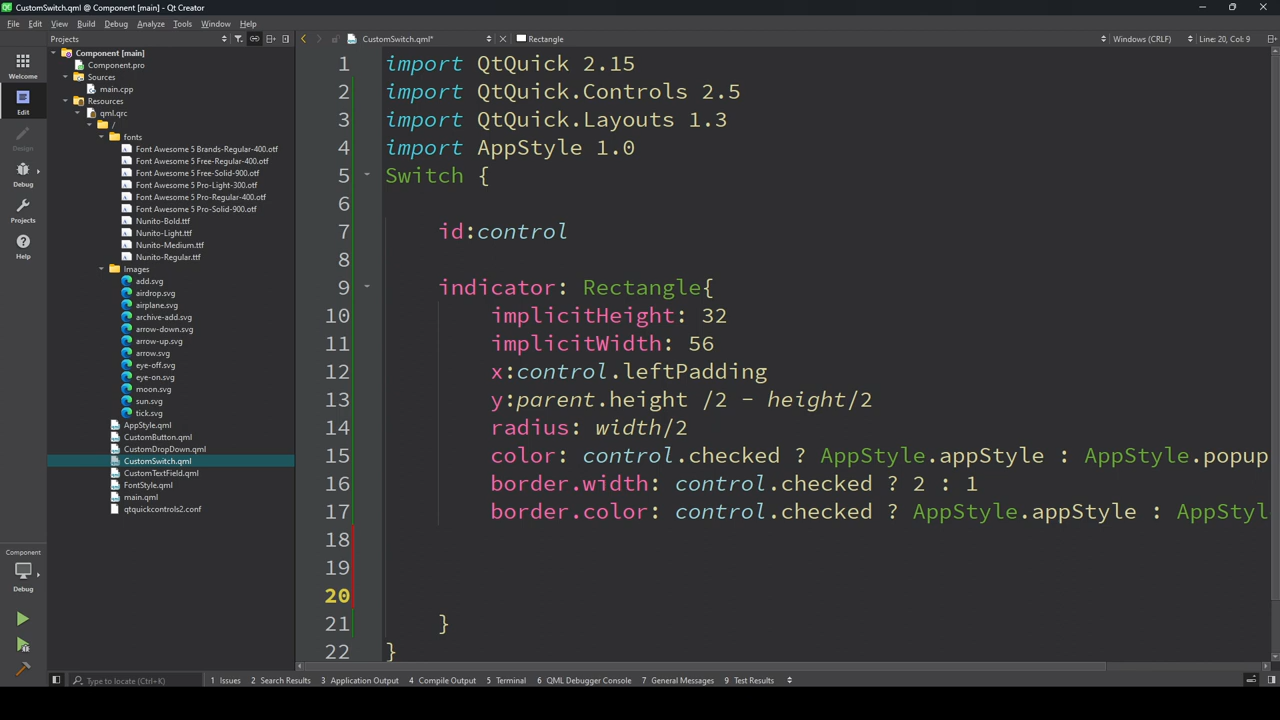 CustomSwitch.qml @ Component [main] - Qt Creator
File Edit View Build Debug Analyze Tools Window Help
Projects CustomSwitch.qml* Rectangle Windows (CRLF) Line: 20, Col: 9
Welcome
Edit
Design
Debug
Projects
Help
Component
Debug
Component [main]
Component.pro
Sources
main.cpp
Resources
qml.qrc
/
fonts
Font Awesome 5 Brands-Regular-400.otf
Font Awesome 5 Free-Regular-400.otf
Font Awesome 5 Free-Solid-900.otf
Font Awesome 5 Pro-Light-300.otf
Font Awesome 5 Pro-Regular-400.otf
Font Awesome 5 Pro-Solid-900.otf
Nunito-Bold.ttf
Nunito-Light.ttf
Nunito-Medium.ttf
Nunito-Regular.ttf
Images
add.svg
airdrop.svg
airplane.svg
archive-add.svg
arrow-down.svg
arrow-up.svg
arrow.svg
eye-off.svg
eye-on.svg
moon.svg
sun.svg
tick.svg
AppStyle.qml
CustomButton.qml
CustomDropDown.qml
CustomSwitch.qml
CustomTextField.qml
FontStyle.qml
main.qml
qtquickcontrols2.conf
1 import QtQuick 2.15
2 import QtQuick.Controls 2.5
3 import QtQuick.Layouts 1.3
4 import AppStyle 1.0
5 Switch {
6
7 id:control
8
9 indicator: Rectangle{
10 implicitHeight: 32
11 implicitWidth: 56
12 x:control.leftPadding
13 y:parent.height /2 - height/2
14 radius: width/2
15 color: control.checked ? AppStyle.appStyle : AppStyle.popup
16 border.width: control.checked ? 2 : 1
17 border.color: control.checked ? AppStyle.appStyle : AppStyl
18
19
20
21 }
22 }
Type to locate (Ctrl+K) 1 Issues 2 Search Results 3 Application Output 4 Compile Output 5 Terminal 6 QML Debugger Console 7 General Messages 9 Test Results